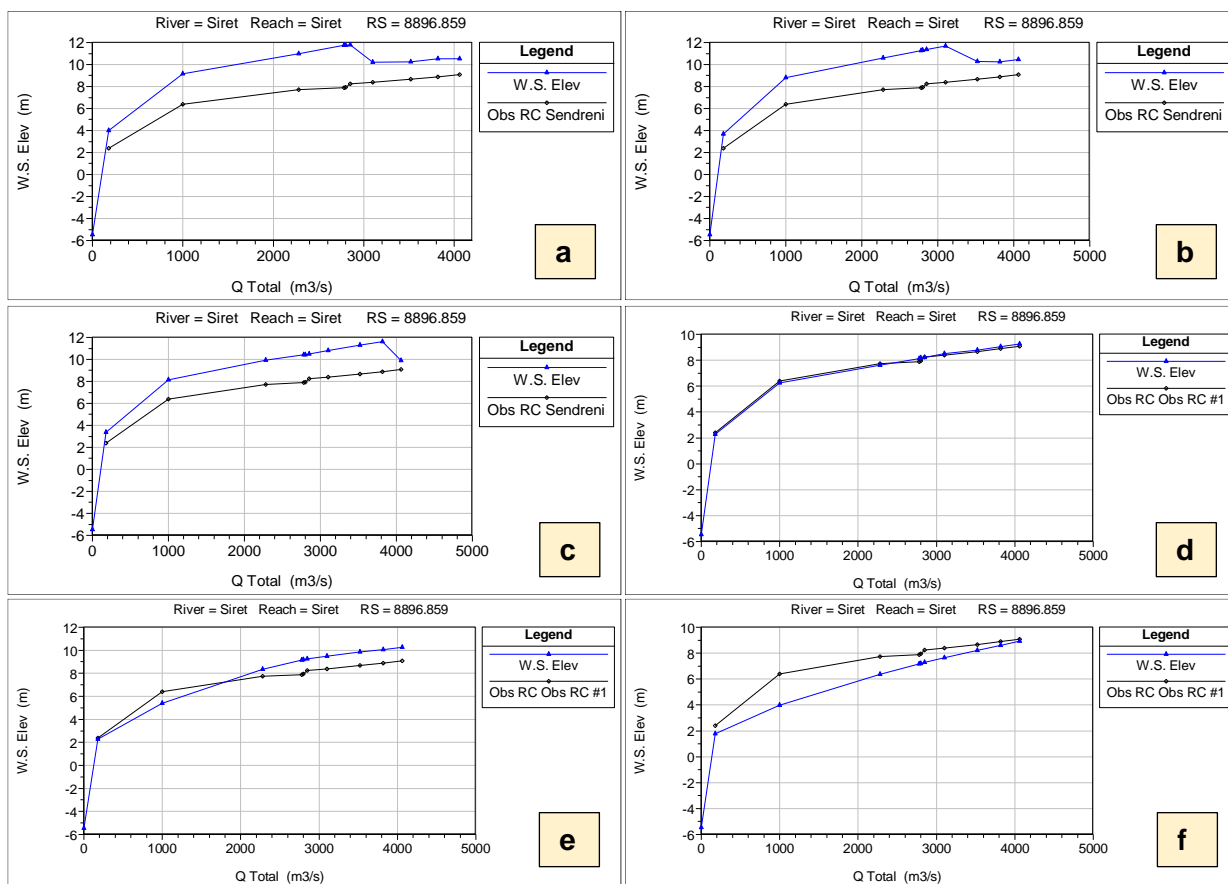 River = Siret Reach = Siret RS = 8896.859
W.S. Elev (m)
12
10
8
6
4
2
0
-2
-4
-6
0 1000 2000 3000 4000
Q Total (m3/s)
Legend
W.S. Elev
Obs RC Sendreni
a
River = Siret Reach = Siret RS = 8896.859
W.S. Elev (m)
12
10
8
6
4
2
0
-2
-4
-6
0 1000 2000 3000 4000 5000
Q Total (m3/s)
Legend
W.S. Elev
Obs RC Sendreni
b
River = Siret Reach = Siret RS = 8896.859
W.S. Elev (m)
12
10
8
6
4
2
0
-2
-4
-6
0 1000 2000 3000 4000 5000
Q Total (m3/s)
Legend
W.S. Elev
Obs RC Sendreni
c
River = Siret Reach = Siret RS = 8896.859
W.S. Elev (m)
10
8
6
4
2
0
-2
-4
-6
0 1000 2000 3000 4000 5000
Q Total (m3/s)
Legend
W.S. Elev
Obs RC Obs RC #1
d
River = Siret Reach = Siret RS = 8896.859
W.S. Elev (m)
12
10
8
6
4
2
0
-2
-4
-6
0 1000 2000 3000 4000 5000
Q Total (m3/s)
Legend
W.S. Elev
Obs RC Obs RC #1
e
River = Siret Reach = Siret RS = 8896.859
W.S. Elev (m)
10
8
6
4
2
0
-2
-4
-6
0 1000 2000 3000 4000 5000
Q Total (m3/s)
Legend
W.S. Elev
Obs RC Obs RC #1
f